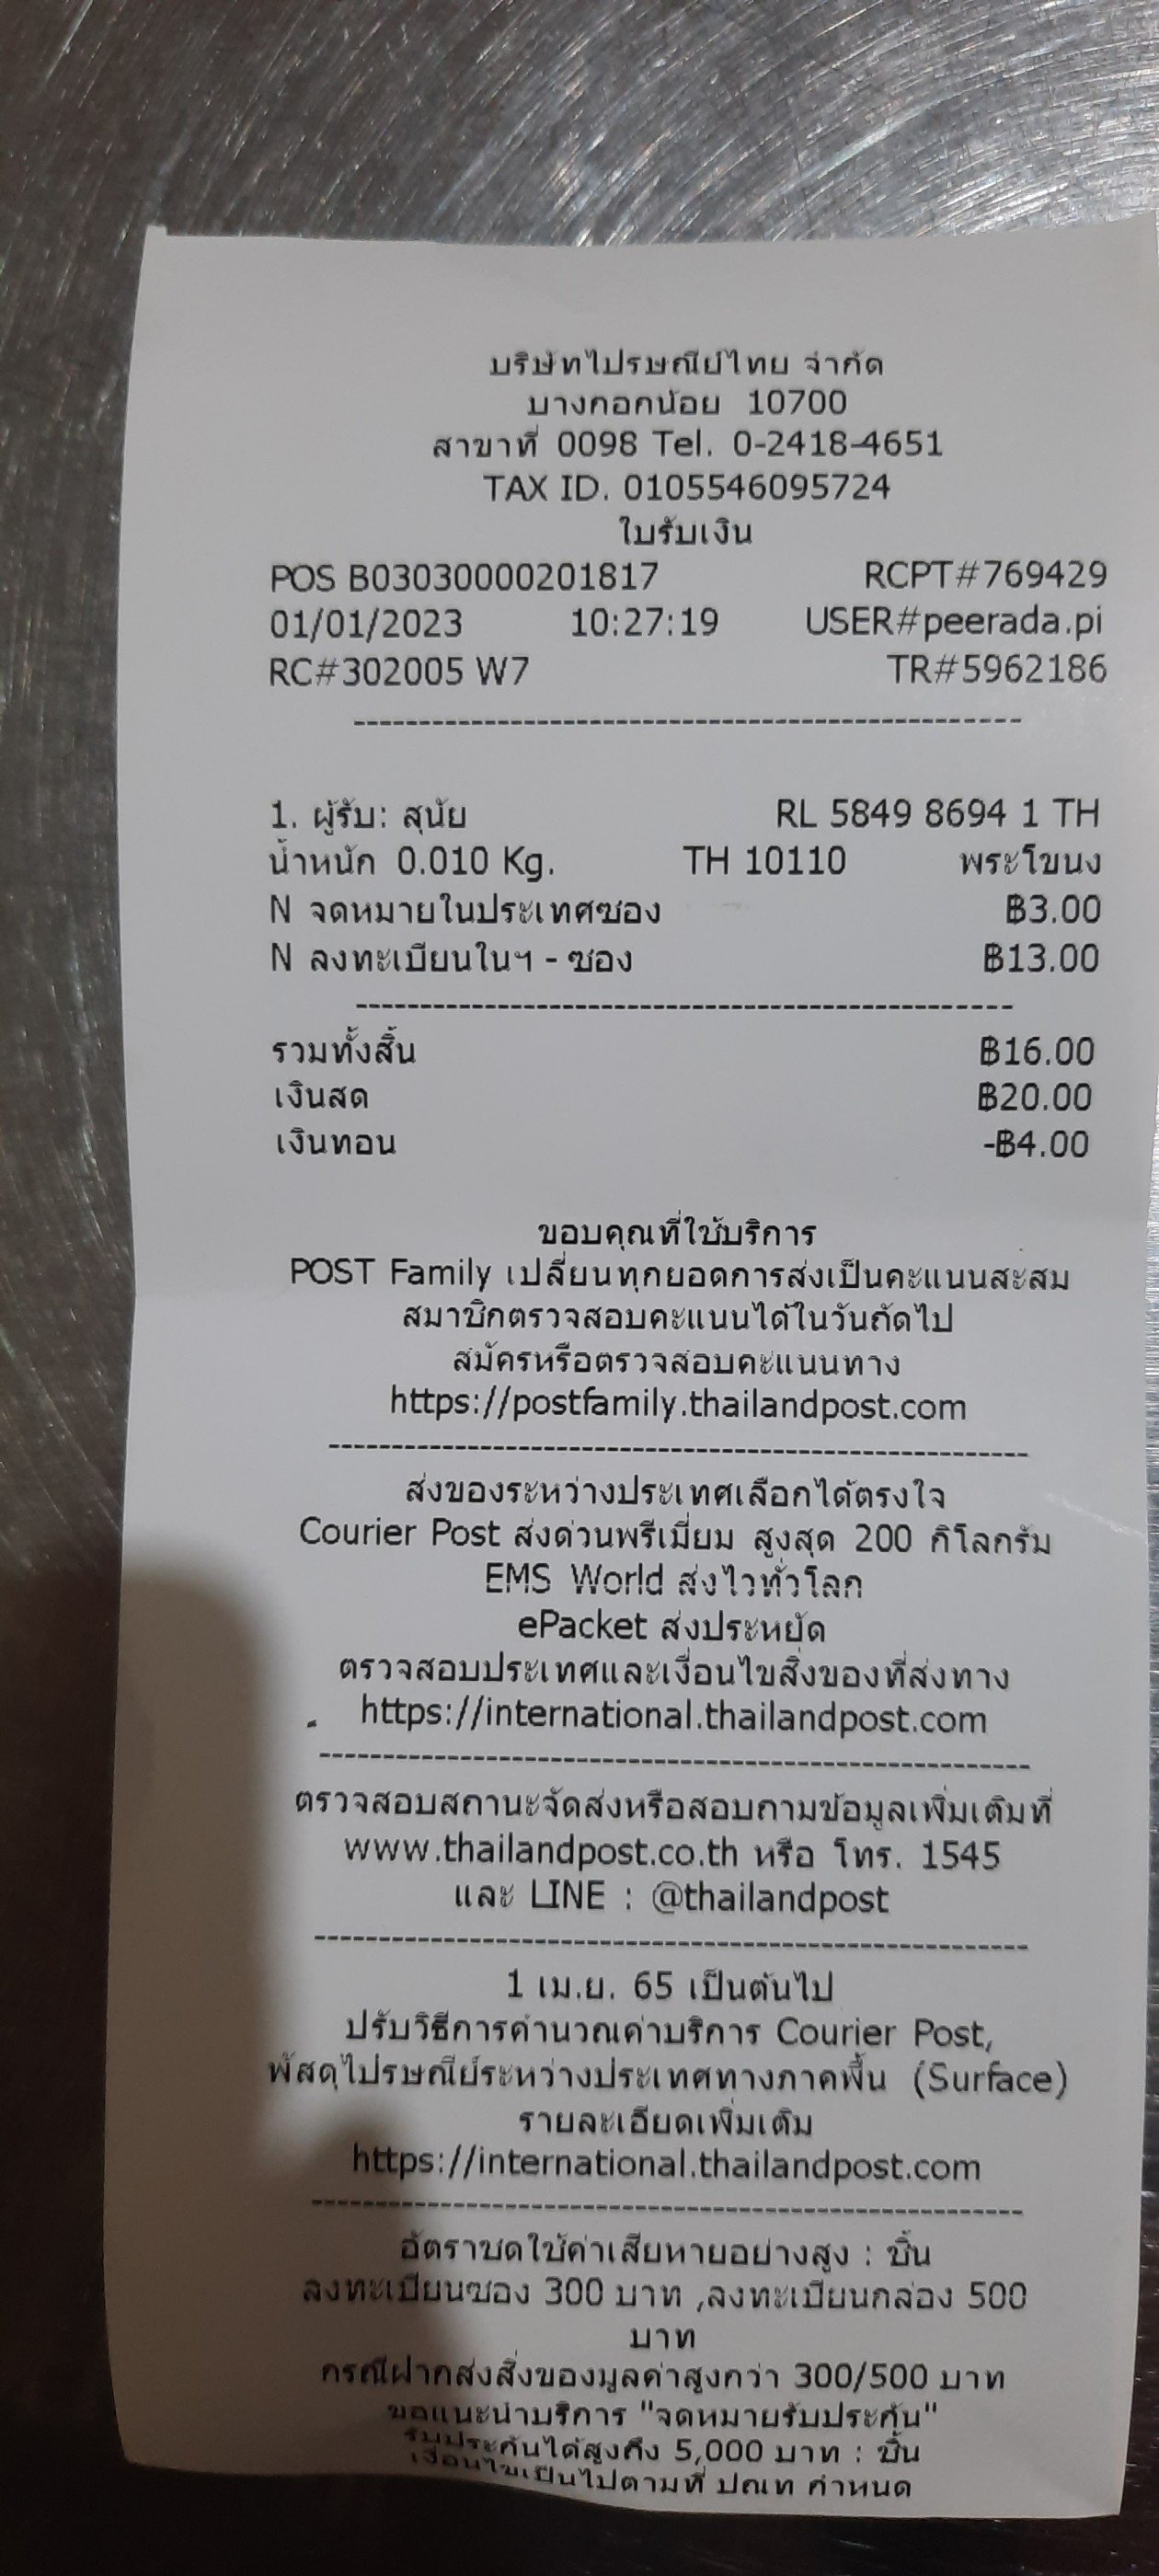 บริษัทไปรษณีย์ไทย จำกัด
บางกอกน้อย 10700
สาขาที่ 0098 Tel. 0-2418-4651
TAX ID. 0105546095724
ใบรับเงิน
POS B03030000201817 RCPT#769429
01/01/2023 10:27:19 USER#peerada.pi
RC#302005 W7 TR#5962186
1. ผู้รับ: สุนัย RL 5849 8694 1 TH
น้ำหนัก 0.010 Kg. TH 10110 พระโขนง
N จดหมายในประเทศซอง ฿3.00
N ลงทะเบียนในฯ - ซอง ฿13.00
รวมทั้งสิ้น ฿16.00
เงินสด ฿20.00
เงินทอน -฿4.00
ขอบคุณที่ใช้บริการ
POST Family เปลี่ยนทุกยอดการส่งเป็นคะแนนสะสม
สมาชิกตรวจสอบคะแนนได้ในวันถัดไป
สมัครหรือตรวจสอบคะแนนทาง
https://postfamily.thailandpost.com
ส่งของระหว่างประเทศเลือกได้ตรงใจ
Courier Post ส่งด่วนพรีเมี่ยม สูงสุด 200 กิโลกรัม
EMS World ส่งไวทั่วโลก
ePacket ส่งประหยัด
ตรวจสอบประเทศและเงื่อนไขสิ่งของที่ส่งทาง
https://international.thailandpost.com
ตรวจสอบสถานะจัดส่งหรือสอบถามข้อมูลเพิ่มเติมที่
www.thailandpost.co.th หรือ โทร. 1545
และ LINE : @thailandpost
1 เม.ย. 65 เป็นต้นไป
ปรับวิธีการคำนวณค่าบริการ Courier Post,
พัสดุไปรษณีย์ระหว่างประเทศทางภาคพื้น (Surface)
รายละเอียดเพิ่มเติม
https://international.thailandpost.com
อัตราชดใช้ค่าเสียหายอย่างสูง : ชิ้น
ลงทะเบียนซอง 300 บาท ,ลงทะเบียนกล่อง 500
บาท
กรณีฝากส่งสิ่งของมูลค่าสูงกว่า 300/500 บาท
ขอแนะนำบริการ "จดหมายรับประกัน"
รับประกันได้สูงถึง 5,000 บาท : ชิ้น
เงื่อนไขเป็นไปตามที่ ปณท กำหนด